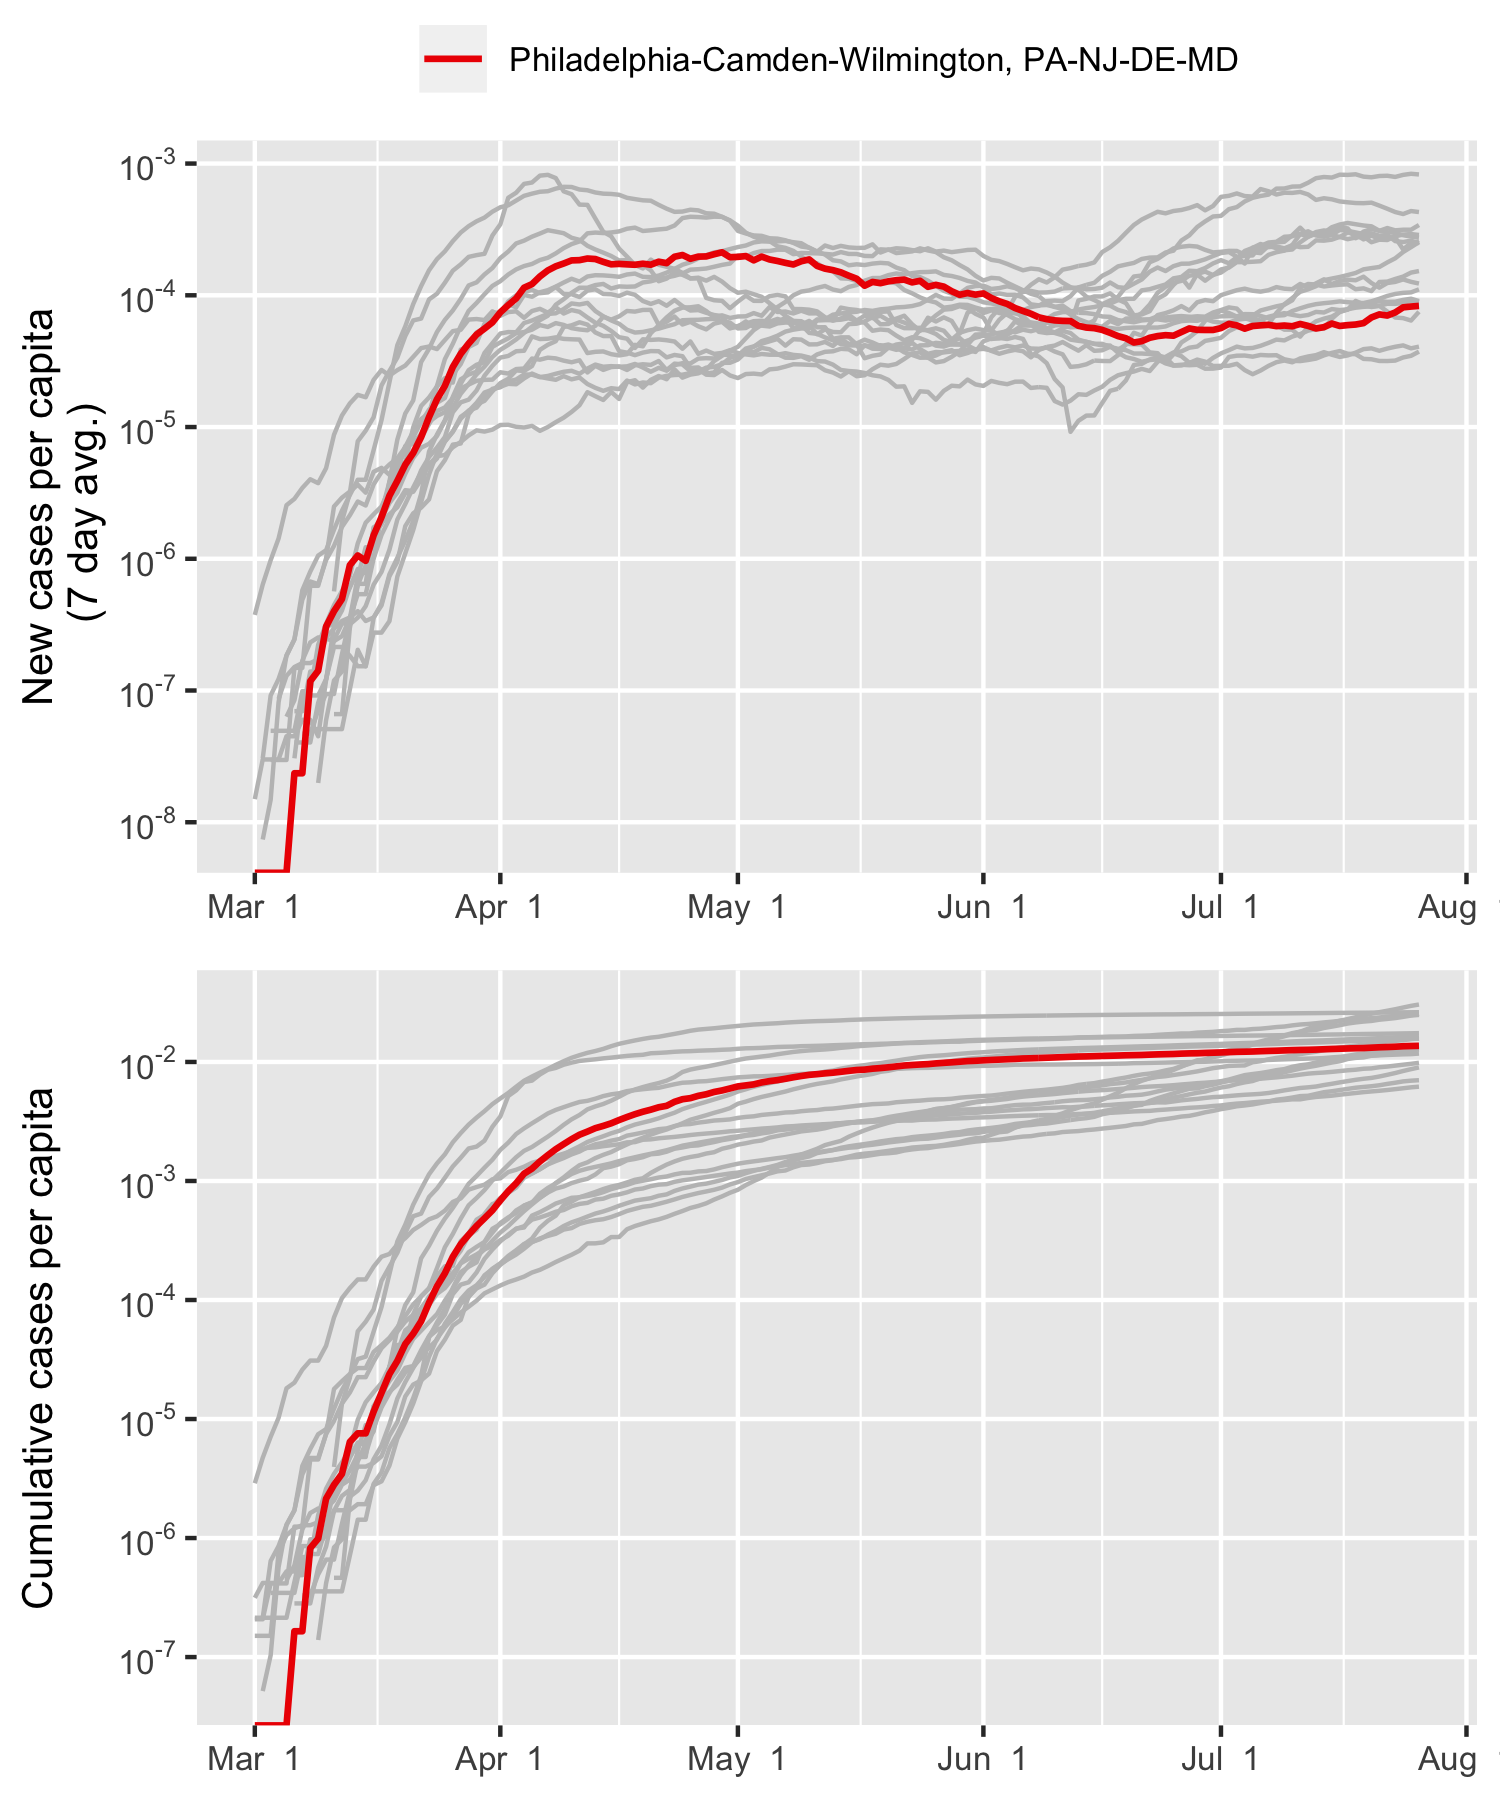 Philadelphia-Camden-Wilmington, PA-NJ-DE-MD
New cases per capita
(7 day avg.)
10⁻³
10⁻⁴
10⁻⁵
10⁻⁶
10⁻⁷
10⁻⁸
Mar 1 Apr 1 May 1 Jun 1 Jul 1 Aug
Cumulative cases per capita
10⁻²
10⁻³
10⁻⁴
10⁻⁵
10⁻⁶
10⁻⁷
Mar 1 Apr 1 May 1 Jun 1 Jul 1 Aug